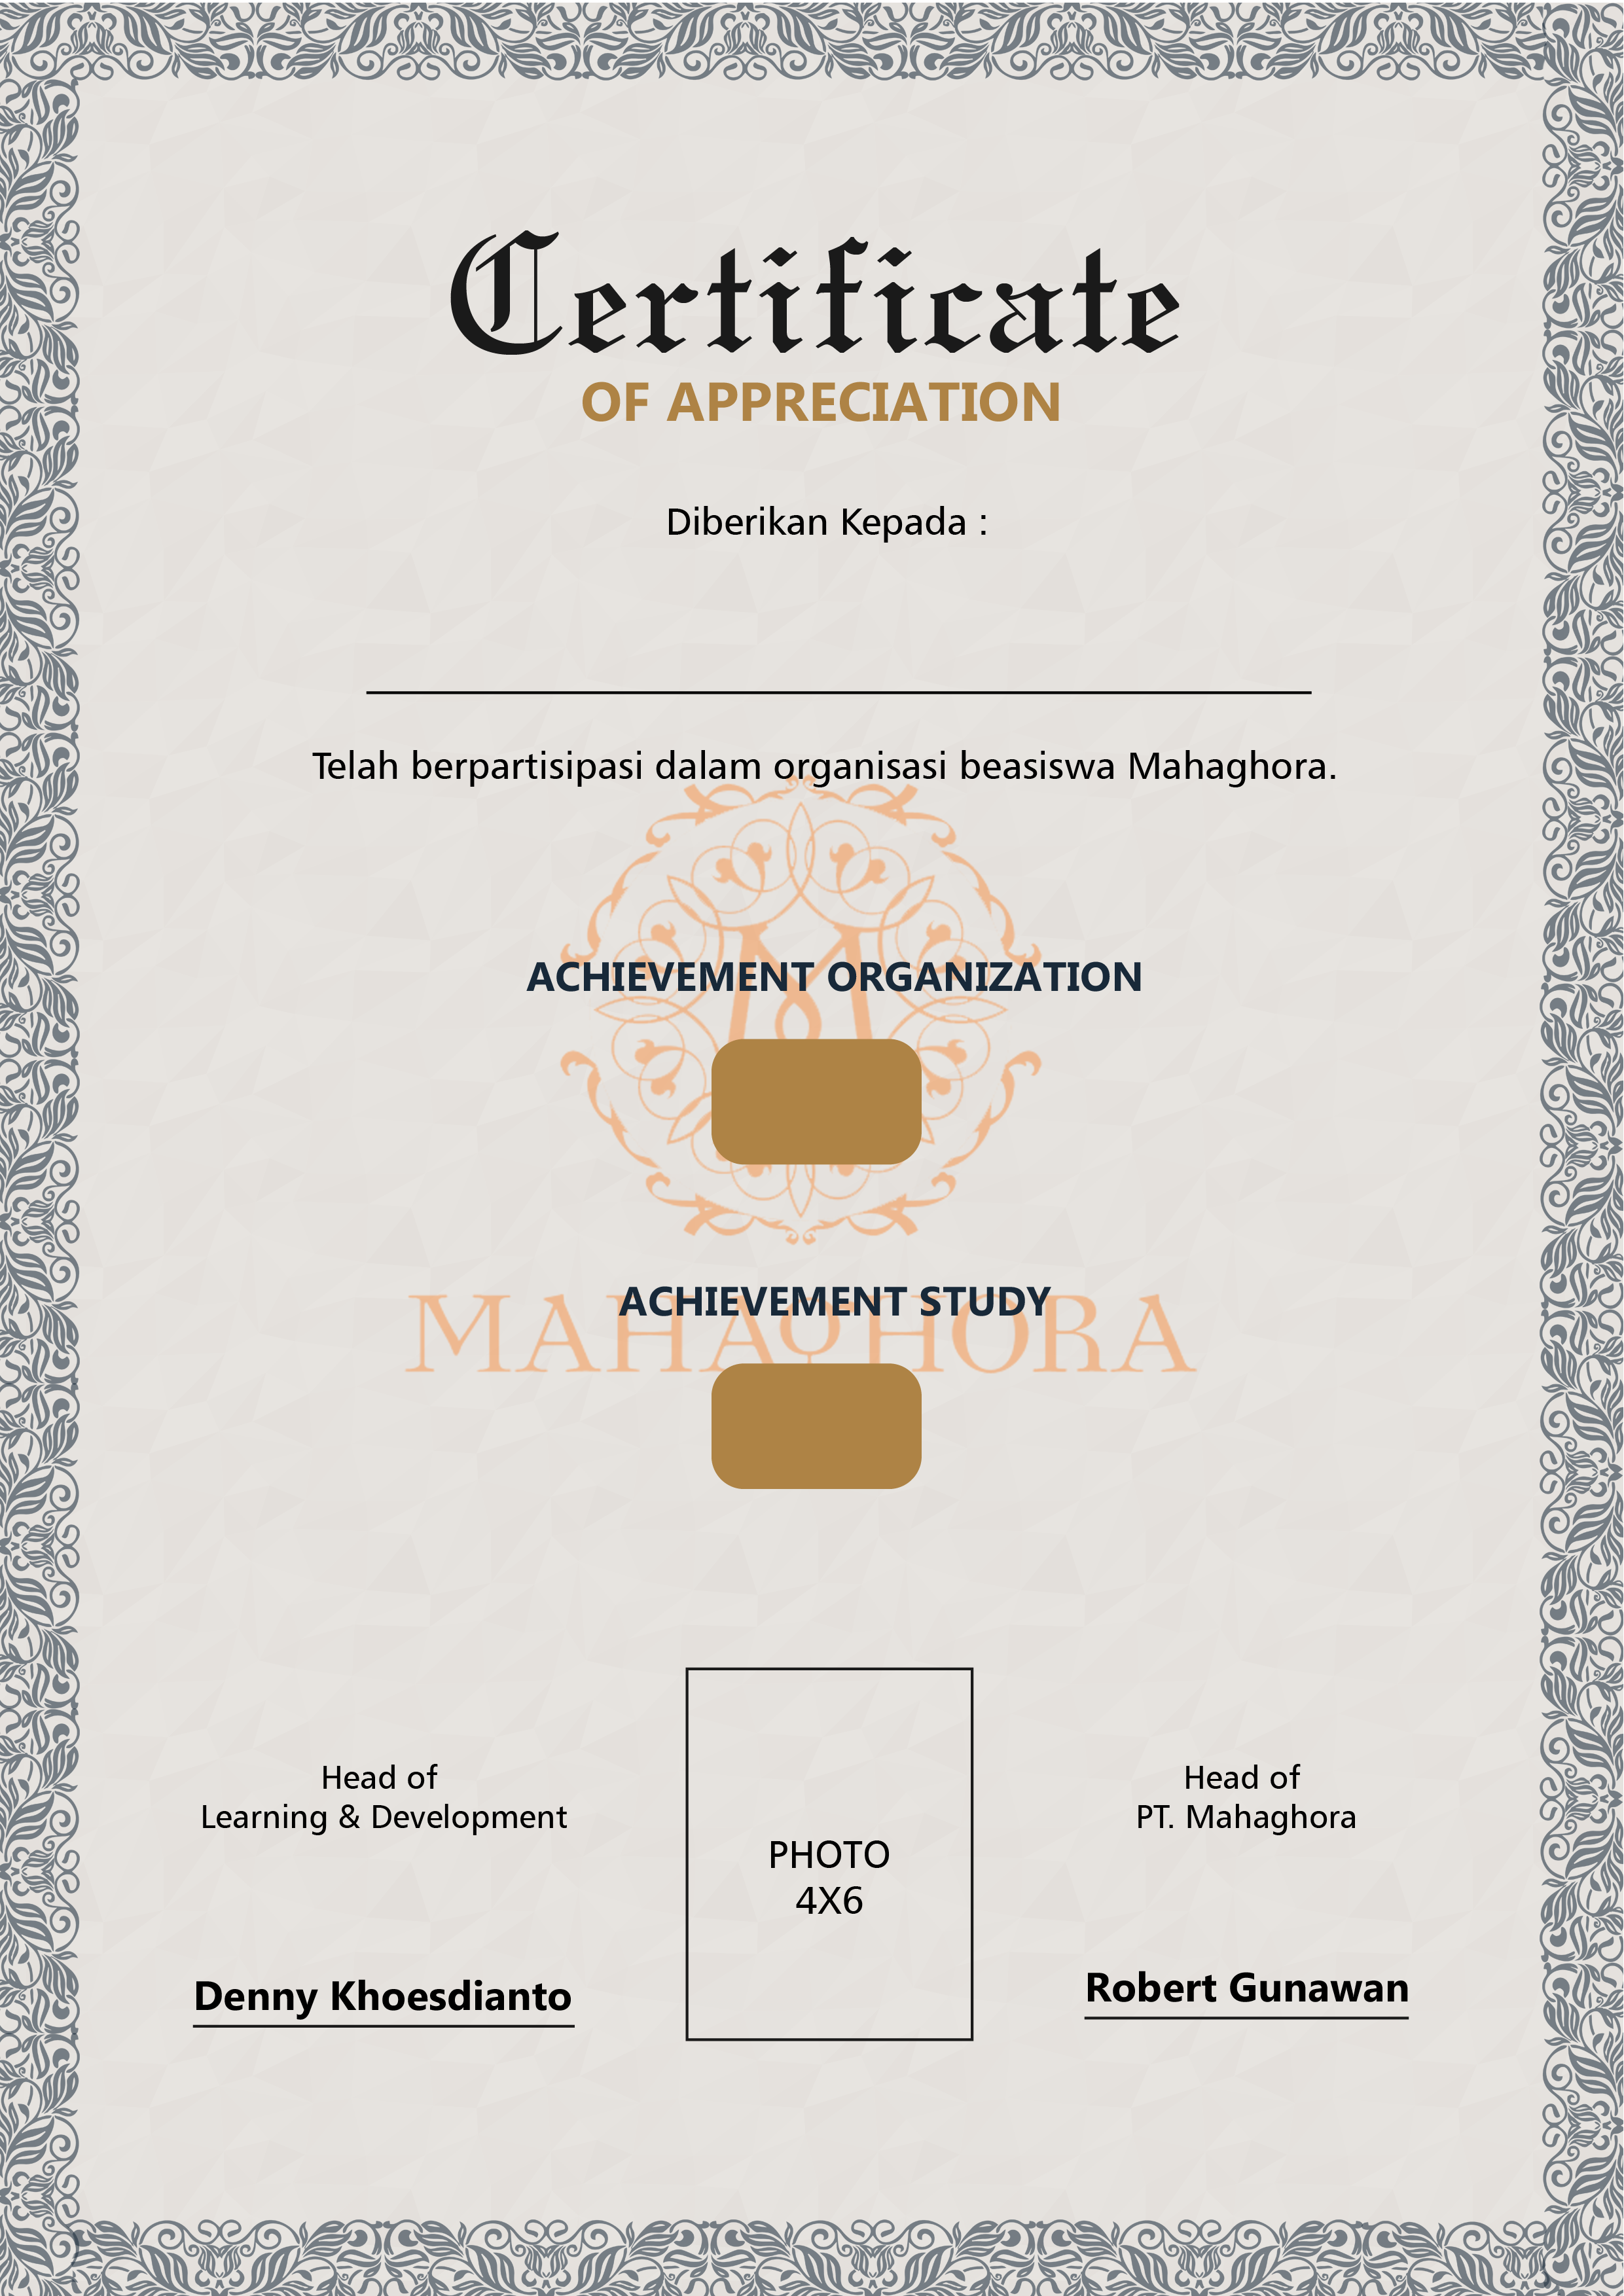 Certificate
OF APPRECIATION
Diberikan Kepada :
Telah berpartisipasi dalam organisasi beasiswa Mahaghora.
ACHIEVEMENT ORGANIZATION
ACHIEVEMENT STUDY
MAHAGHORA
Head of
Learning & Development
Head of
PT. Mahaghora
PHOTO
4X6
Denny Khoesdianto
Robert Gunawan